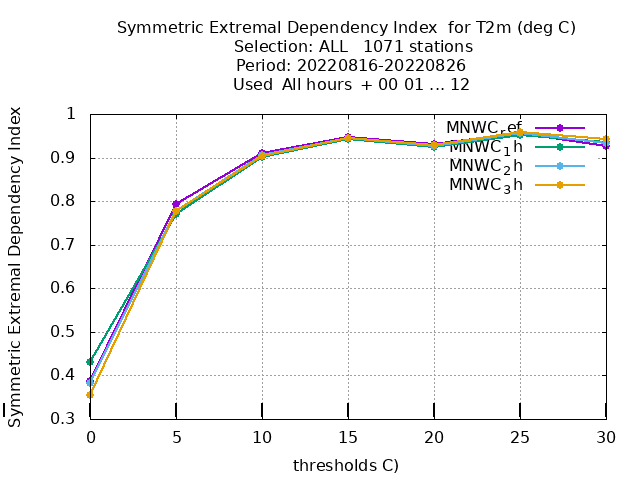 Symmetric Extremal Dependency Index  for T2m (deg C)
Selection: ALL   1071 stations
Period: 20220816-20220826
Used  All hours  + 00 01 ... 12
Symmetric Extremal Dependency Index
1
0.9
0.8
0.7
0.6
0.5
0.4
0.3
MNWCref
MNWC1h
MNWC2h
MNWC3h
0 5 10 15 20 25 30
thresholds C)